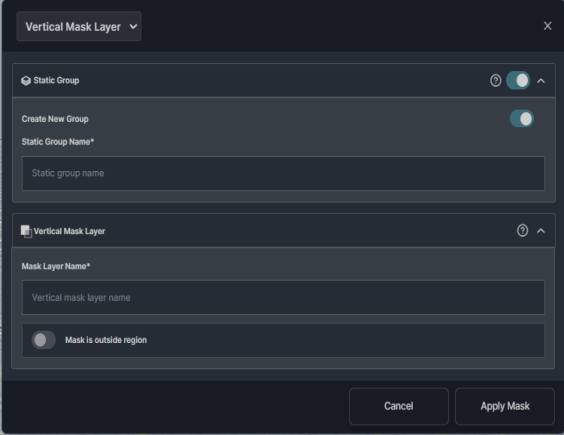 Vertical Mask Layer
Static Group
Create New Group
Static Group Name*
Static group name
Vertical Mask Layer
Mask Layer Name*
Vertical mask layer name
Mask is outside region
Cancel Apply Mask